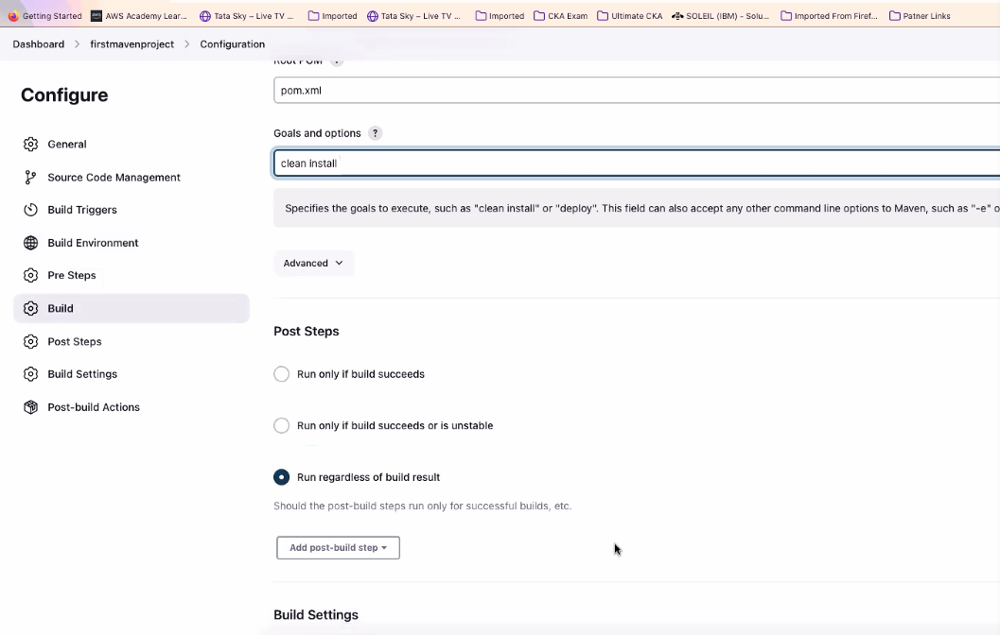 Getting Started AWS Academy Lear... Tata Sky – Live TV ... Imported Tata Sky – Live TV ... Imported CKA Exam Ultimate CKA SOLEIL (IBM) - Solu... Imported From Firef... Patner Links
Dashboard > firstmavenproject > Configuration
Root POM ?
Configure
pom.xml
Goals and options ?
General
clean install
Source Code Management
Specifies the goals to execute, such as "clean install" or "deploy". This field can also accept any other command line options to Maven, such as "-e" o
Build Triggers
Build Environment
Advanced
Pre Steps
Build
Post Steps
Post Steps
Run only if build succeeds
Build Settings
Post-build Actions
Run only if build succeeds or is unstable
Run regardless of build result
Should the post-build steps run only for successful builds, etc.
Add post-build step
Build Settings